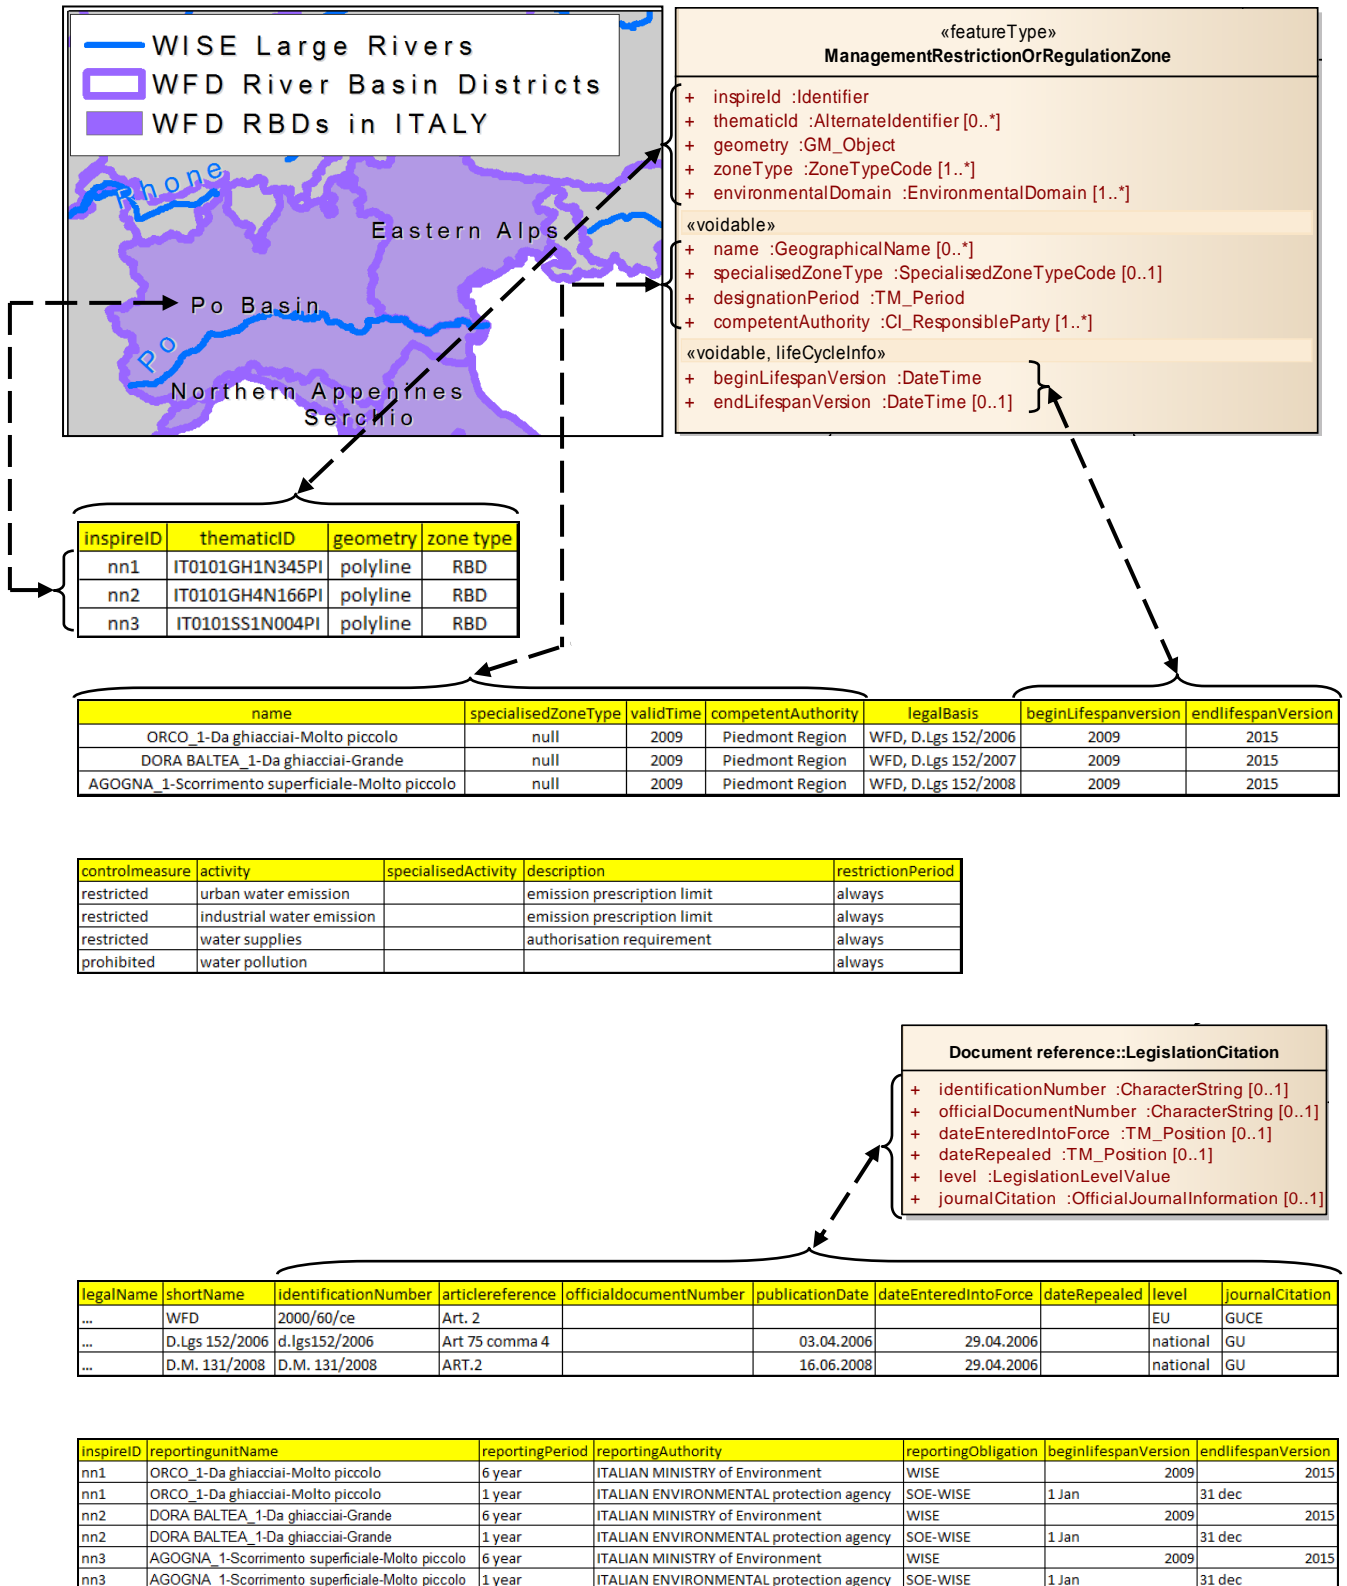 WISE Large Rivers
WFD River Basin Districts
WFD RBDs in ITALY
Rhone
Eastern Alps
Po Basin
Po
Northern Appenines
Serchio
«featureType»
ManagementRestrictionOrRegulationZone
+ inspireId :Identifier
+ thematicId :AlternateIdentifier [0..*]
+ geometry :GM_Object
+ zoneType :ZoneTypeCode [1..*]
+ environmentalDomain :EnvironmentalDomain [1..*]
«voidable»
+ name :GeographicalName [0..*]
+ specialisedZoneType :SpecialisedZoneTypeCode [0..1]
+ designationPeriod :TM_Period
+ competentAuthority :CI_ResponsibleParty [1..*]
«voidable, lifeCycleInfo»
+ beginLifespanVersion :DateTime
+ endLifespanVersion :DateTime [0..1]
inspireID thematicID geometry zone type
nn1 IT0101GH1N345PI polyline RBD
nn2 IT0101GH4N166PI polyline RBD
nn3 IT0101SS1N004PI polyline RBD
name specialisedZoneType validTime competentAuthority legalBasis beginLifespanversion endlifespanVersion
ORCO_1-Da ghiacciai-Molto piccolo null 2009 Piedmont Region WFD, D.Lgs 152/2006 2009 2015
DORA BALTEA_1-Da ghiacciai-Grande null 2009 Piedmont Region WFD, D.Lgs 152/2007 2009 2015
AGOGNA_1-Scorrimento superficiale-Molto piccolo null 2009 Piedmont Region WFD, D.Lgs 152/2008 2009 2015
controlmeasure activity specialisedActivity description restrictionPeriod
restricted urban water emission emission prescription limit always
restricted industrial water emission emission prescription limit always
restricted water supplies authorisation requirement always
prohibited water pollution always
Document reference::LegislationCitation
+ identificationNumber :CharacterString [0..1]
+ officialDocumentNumber :CharacterString [0..1]
+ dateEnteredIntoForce :TM_Position [0..1]
+ dateRepealed :TM_Position [0..1]
+ level :LegislationLevelValue
+ journalCitation :OfficialJournalInformation [0..1]
legalName shortName identificationNumber articlereference officialdocumentNumber publicationDate dateEnteredIntoForce dateRepealed level journalCitation
... WFD 2000/60/ce Art. 2 EU GUCE
... D.Lgs 152/2006 d.lgs152/2006 Art 75 comma 4 03.04.2006 29.04.2006 national GU
... D.M. 131/2008 D.M. 131/2008 ART.2 16.06.2008 29.04.2006 national GU
inspireID reportingunitName reportingPeriod reportingAuthority reportingObligation beginlifespanVersion endlifespanVersion
nn1 ORCO_1-Da ghiacciai-Molto piccolo 6 year ITALIAN MINISTRY of Environment WISE 2009 2015
nn1 ORCO_1-Da ghiacciai-Molto piccolo 1 year ITALIAN ENVIRONMENTAL protection agency SOE-WISE 1 Jan 31 dec
nn2 DORA BALTEA_1-Da ghiacciai-Grande 6 year ITALIAN MINISTRY of Environment WISE 2009 2015
nn2 DORA BALTEA_1-Da ghiacciai-Grande 1 year ITALIAN ENVIRONMENTAL protection agency SOE-WISE 1 Jan 31 dec
nn3 AGOGNA_1-Scorrimento superficiale-Molto piccolo 6 year ITALIAN MINISTRY of Environment WISE 2009 2015
nn3 AGOGNA_1-Scorrimento superficiale-Molto piccolo 1 year ITALIAN ENVIRONMENTAL protection agency SOE-WISE 1 Jan 31 dec